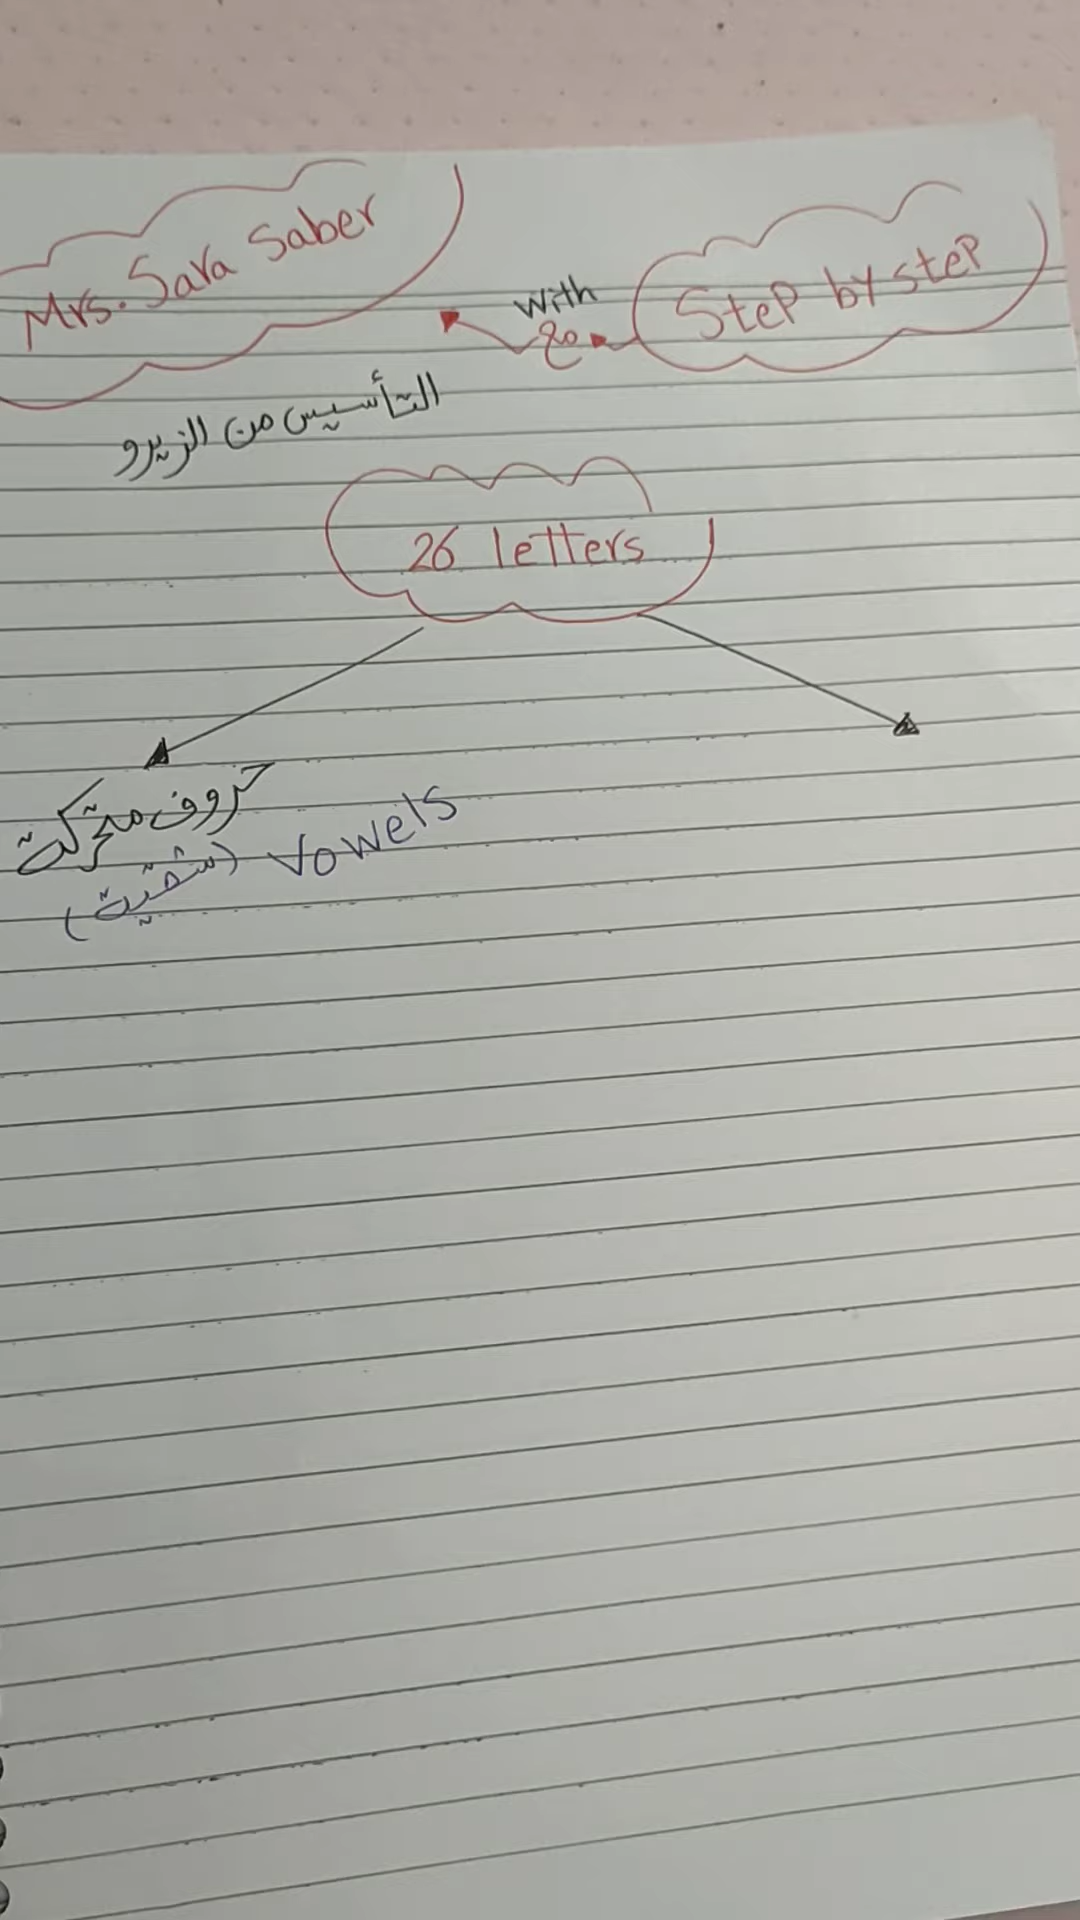 Mrs. Sara Saber
with
Step by step
مع
التأسيس من الزيرو
26 letters
حروف متحركة
(شقية) Vowels